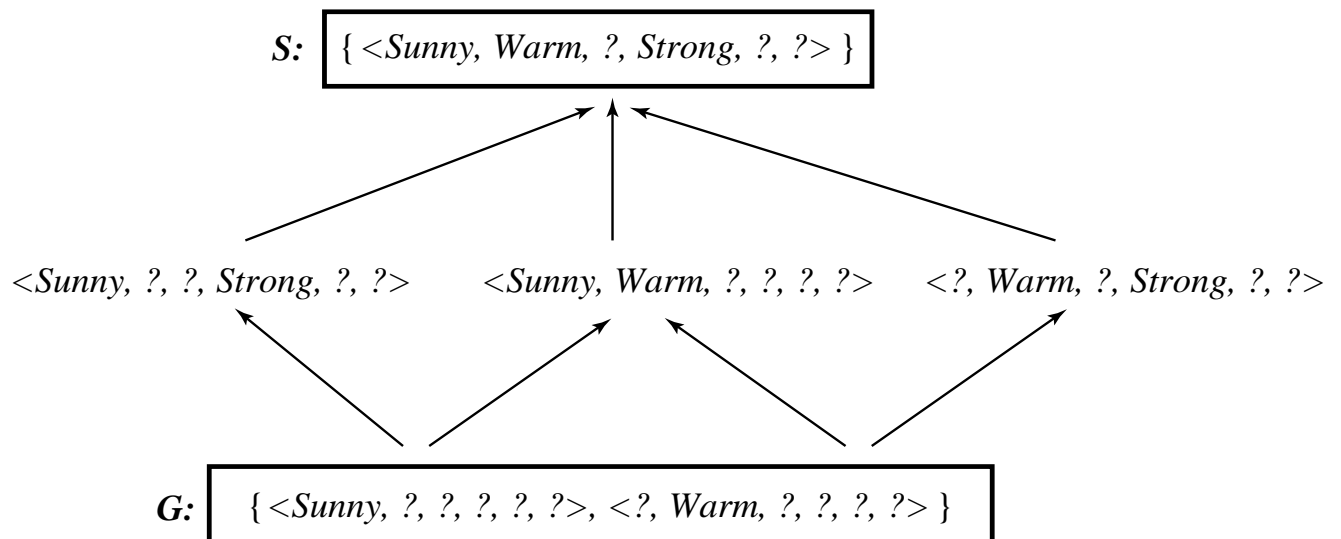 S: { <Sunny, Warm, ?, Strong, ?, ?> }
<Sunny, ?, ?, Strong, ?, ?> <Sunny, Warm, ?, ?, ?, ?> <?, Warm, ?, Strong, ?, ?>
G: { <Sunny, ?, ?, ?, ?, ?>, <?, Warm, ?, ?, ?, ?> }